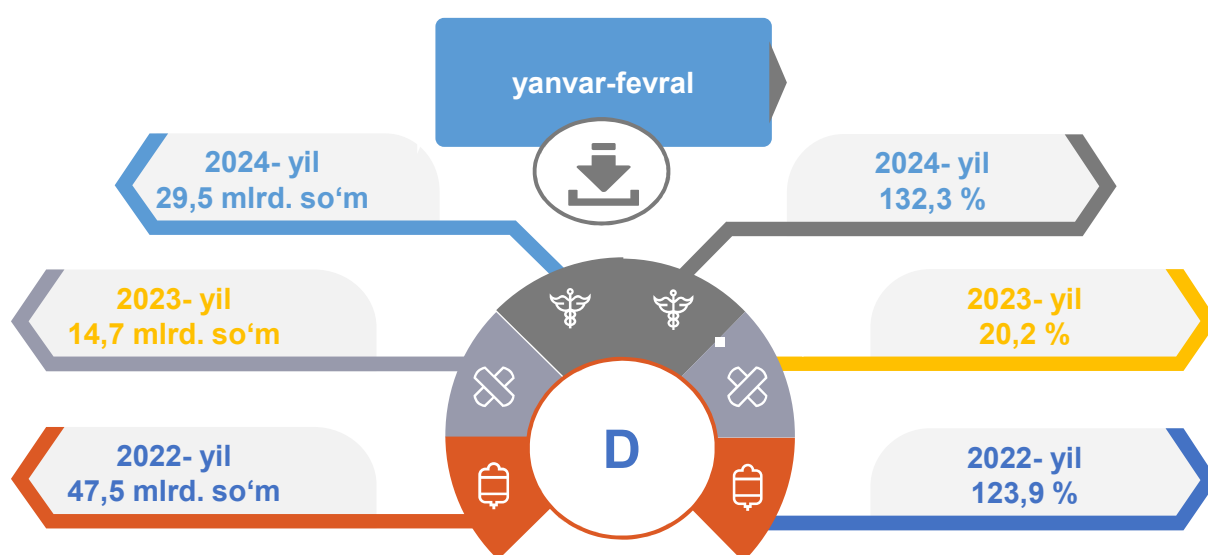 yanvar-fevral
2024- yil
29,5 mlrd. so‘m
2024- yil
132,3 %
2023- yil
14,7 mlrd. so‘m
2023- yil
20,2 %
D
2022- yil
47,5 mlrd. so‘m
2022- yil
123,9 %